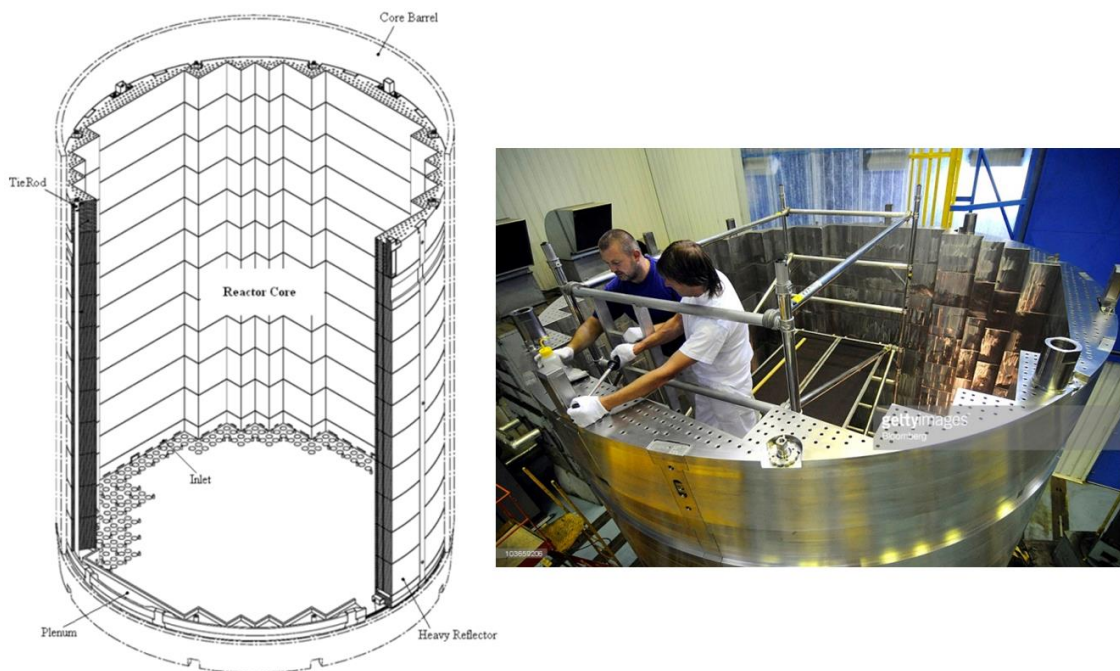 Core Barrel
TieRod
Reactor Core
Inlet
Plenum
Heavy Reflector
gettyimages
Bloomberg
103659206